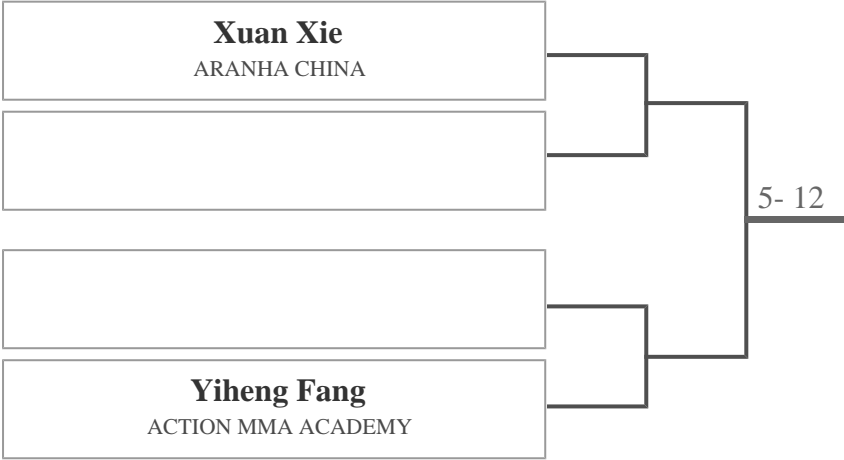 Xuan Xie
ARANHA CHINA
5- 12
Yiheng Fang
ACTION MMA ACADEMY